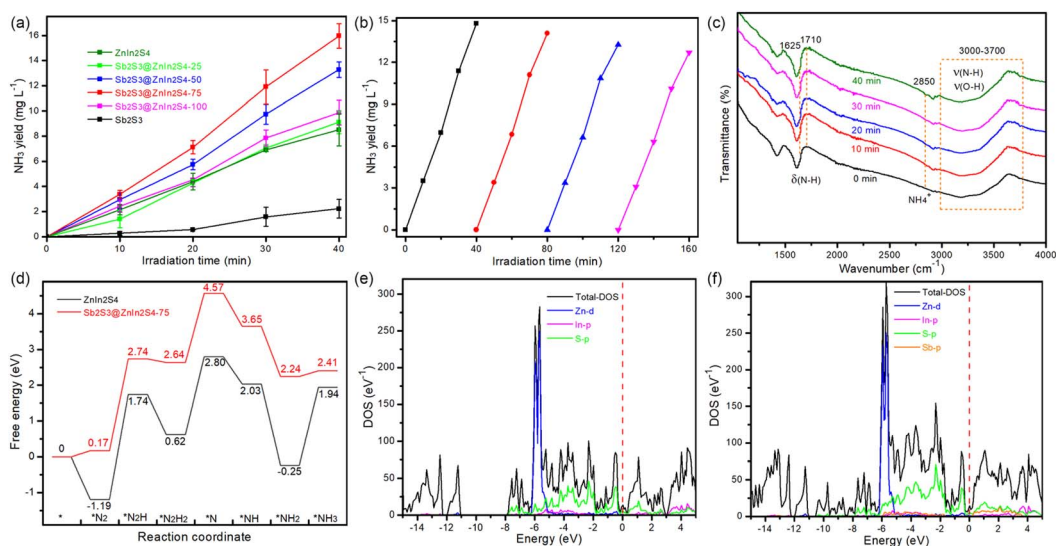 (a)
16
14
12
10
8
6
4
2
0
NH₃ yield (mg L⁻¹)
ZnIn2S4
Sb2S3@ZnIn2S4-25
Sb2S3@ZnIn2S4-50
Sb2S3@ZnIn2S4-75
Sb2S3@ZnIn2S4-100
Sb2S3
0 10 20 30 40
Irradiation time (min)
(b)
16
14
12
10
8
6
4
2
0
NH₃ yield (mg L⁻¹)
0 40 80 120 160
Irradiation time (min)
(c)
Transmittance (%)
1625 1710
2850
3000-3700
ν(N-H)
ν(O-H)
40 min
30 min
20 min
10 min
0 min
δ(N-H)
NH4⁺
1500 2000 2500 3000 3500 4000
Wavenumber (cm⁻¹)
(d)
5
4
3
2
1
0
-1
Free energy (eV)
ZnIn2S4
Sb2S3@ZnIn2S4-75
0 0.17 2.74 2.64 4.57 3.65 2.24 2.41
-1.19 1.74 0.62 2.80 2.03 -0.25 1.94
* *N2 *N2H *N2H2 *N *NH *NH2 *NH3
Reaction coordinate
(e)
300
250
200
150
100
50
0
DOS (eV⁻¹)
Total-DOS
Zn-d
In-p
S-p
-14 -12 -10 -8 -6 -4 -2 0 2 4
Energy (eV)
(f)
300
250
200
150
100
50
0
DOS (eV⁻¹)
Total-DOS
Zn-d
In-p
S-p
Sb-p
-14 -12 -10 -8 -6 -4 -2 0 2 4
Energy (eV)